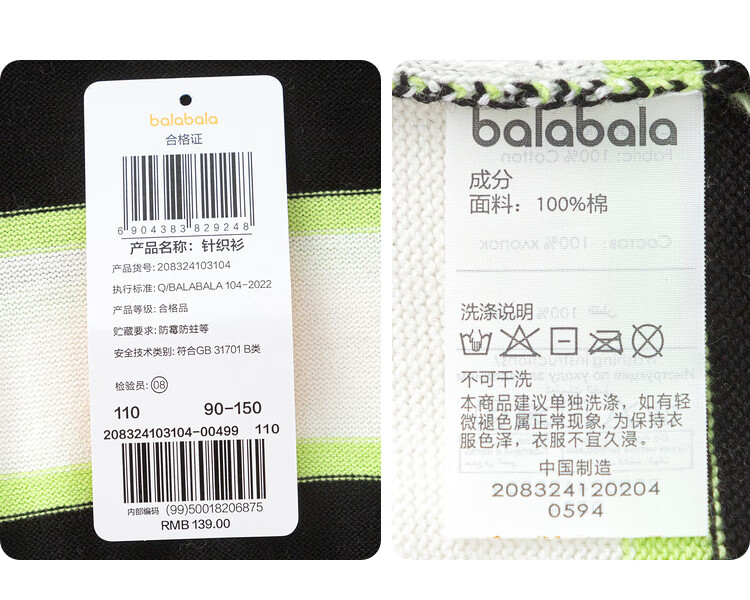 balabala
合格证
6 904383 829248
产品名称：针织衫
产品货号: 208324103104
执行标准: Q/BALABALA 104-2022
产品等级: 合格品
贮藏要求: 防霉防蛀等
安全技术类别: 符合GB 31701 B类
检验员: 08
110 90-150
208324103104-00499 110
内部编码 (99)50018206875
RMB 139.00
balabala
Fabric: 100% Cotton
成分
面料：100%棉
Состав: 100% хлопок
洗涤说明
不可干洗
本商品建议单独洗涤，如有轻
微褪色属正常现象,为保持衣
服色泽，衣服不宜久浸。
中国制造
208324120204
0594